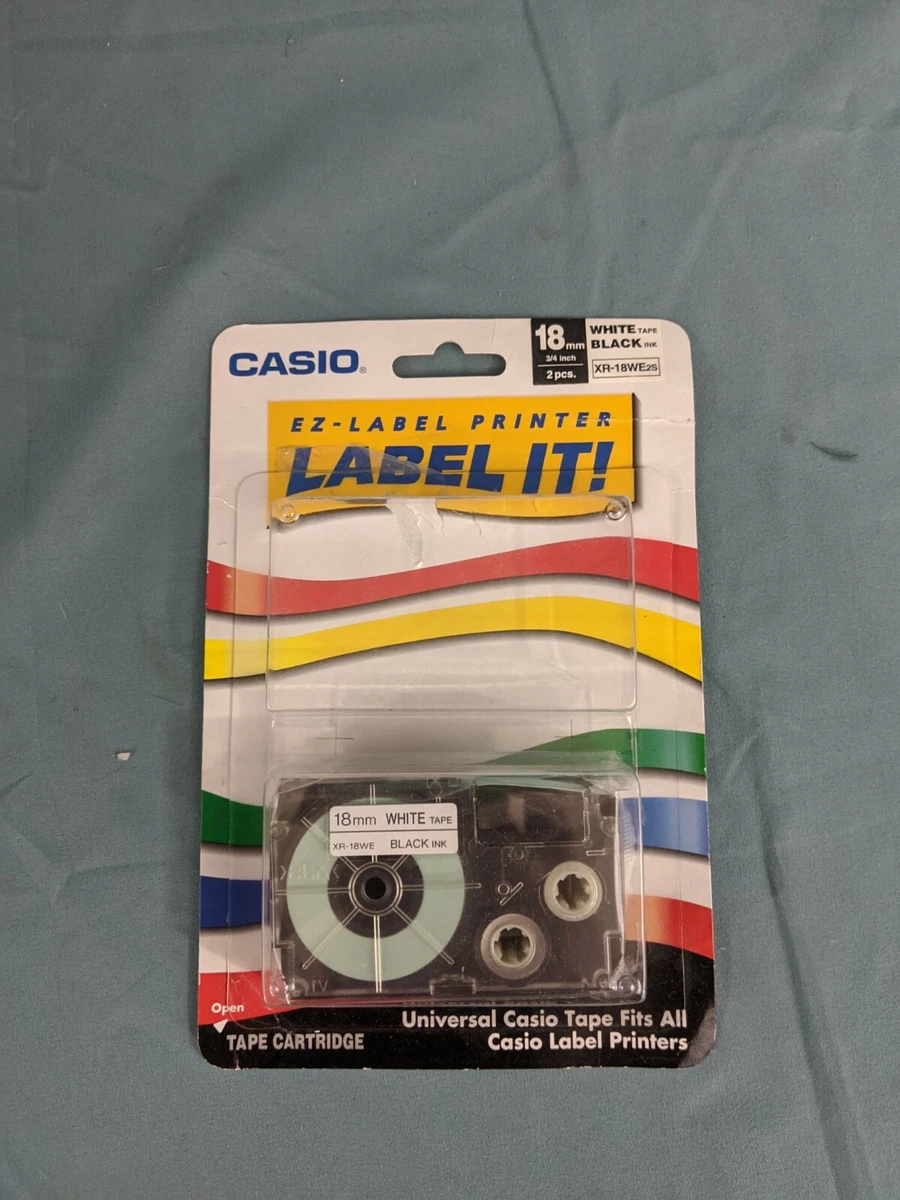 CASIO®
18mm
3/4 inch
2 pcs.
WHITE TAPE
BLACK INK
XR-18WE2S
EZ-LABEL PRINTER
LABEL IT!
18mm WHITE TAPE
XR-18WE BLACK INK
Open
TAPE CARTRIDGE
Universal Casio Tape Fits All
Casio Label Printers